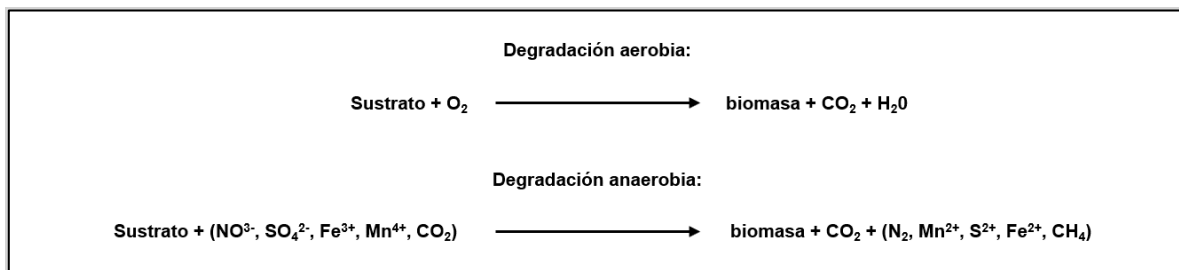 Degradación aerobia:
Sustrato + O₂ → biomasa + CO₂ + H₂0
Degradación anaerobia:
Sustrato + (NO³⁻, SO₄²⁻, Fe³⁺, Mn⁴⁺, CO₂) → biomasa + CO₂ + (N₂, Mn²⁺, S²⁺, Fe²⁺, CH₄)